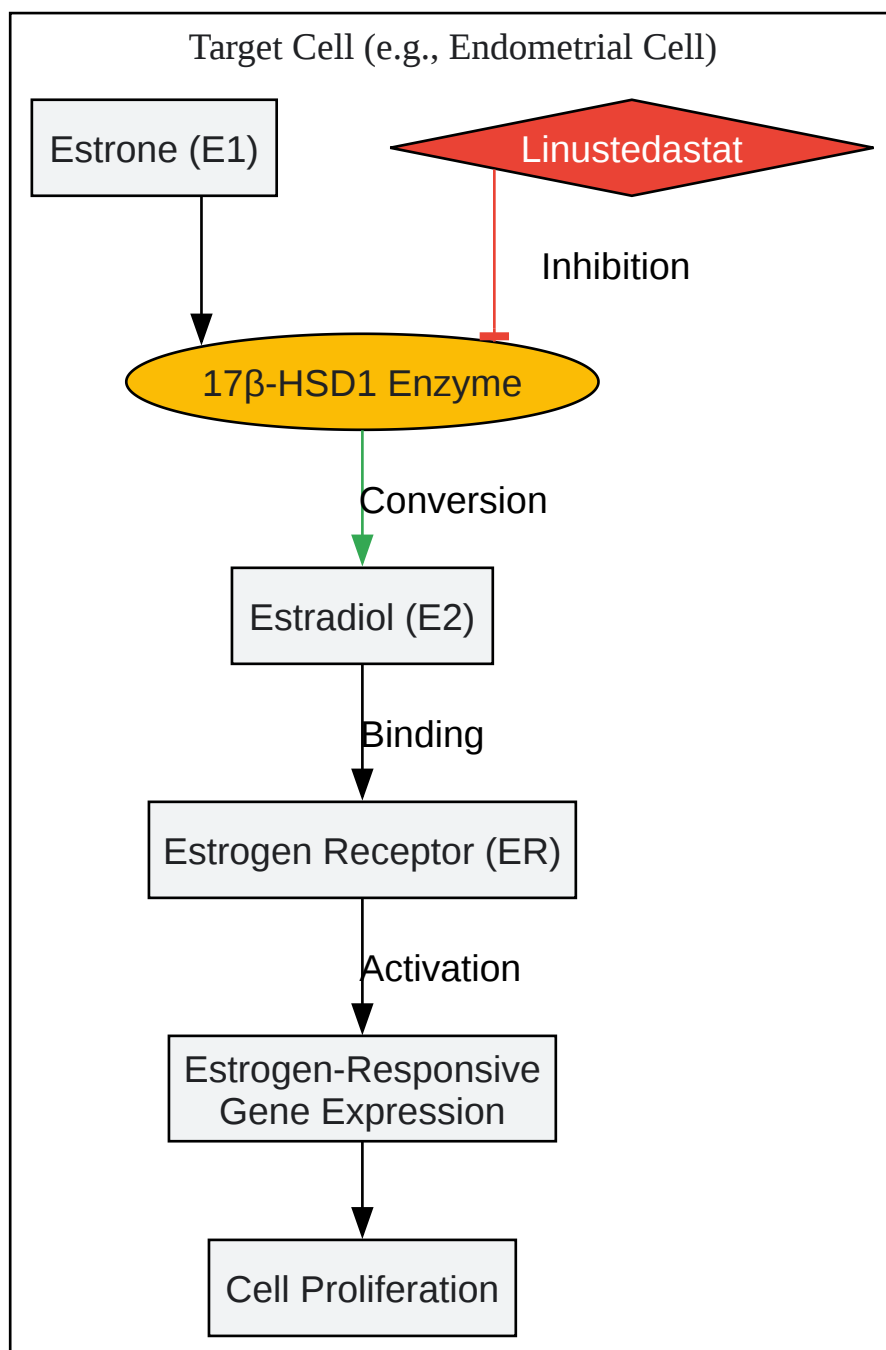 Target Cell (e.g., Endometrial Cell)
Estrone (E1)
Linustedastat
Inhibition
17β-HSD1 Enzyme
Conversion
Estradiol (E2)
Binding
Estrogen Receptor (ER)
Activation
Estrogen-Responsive
Gene Expression
Cell Proliferation